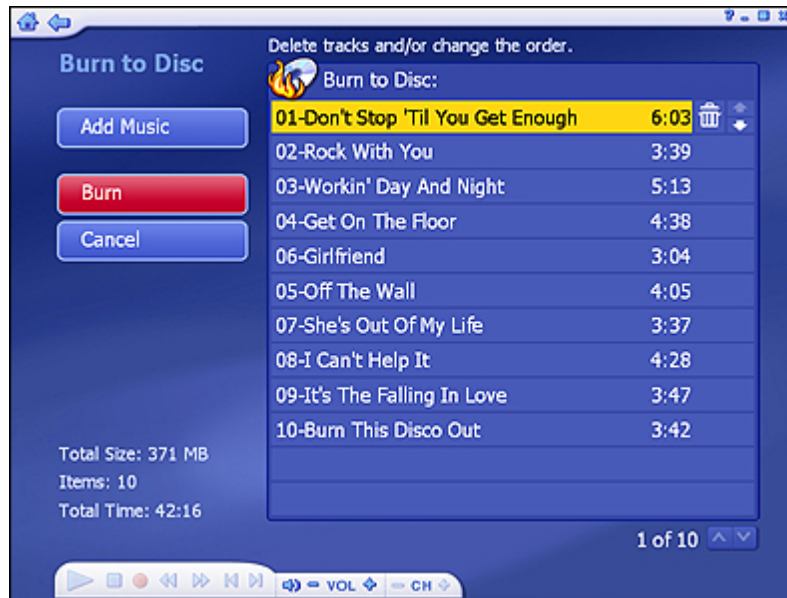 Delete tracks and/or change the order.
Burn to Disc
Add Music
Burn
Cancel
Burn to Disc:
01-Don't Stop 'Til You Get Enough 6:03
02-Rock With You 3:39
03-Workin' Day And Night 5:13
04-Get On The Floor 4:38
06-Girlfriend 3:04
05-Off The Wall 4:05
07-She's Out Of My Life 3:37
08-I Can't Help It 4:28
09-It's The Falling In Love 3:47
10-Burn This Disco Out 3:42
Total Size: 371 MB
Items: 10
Total Time: 42:16
1 of 10
VOL CH